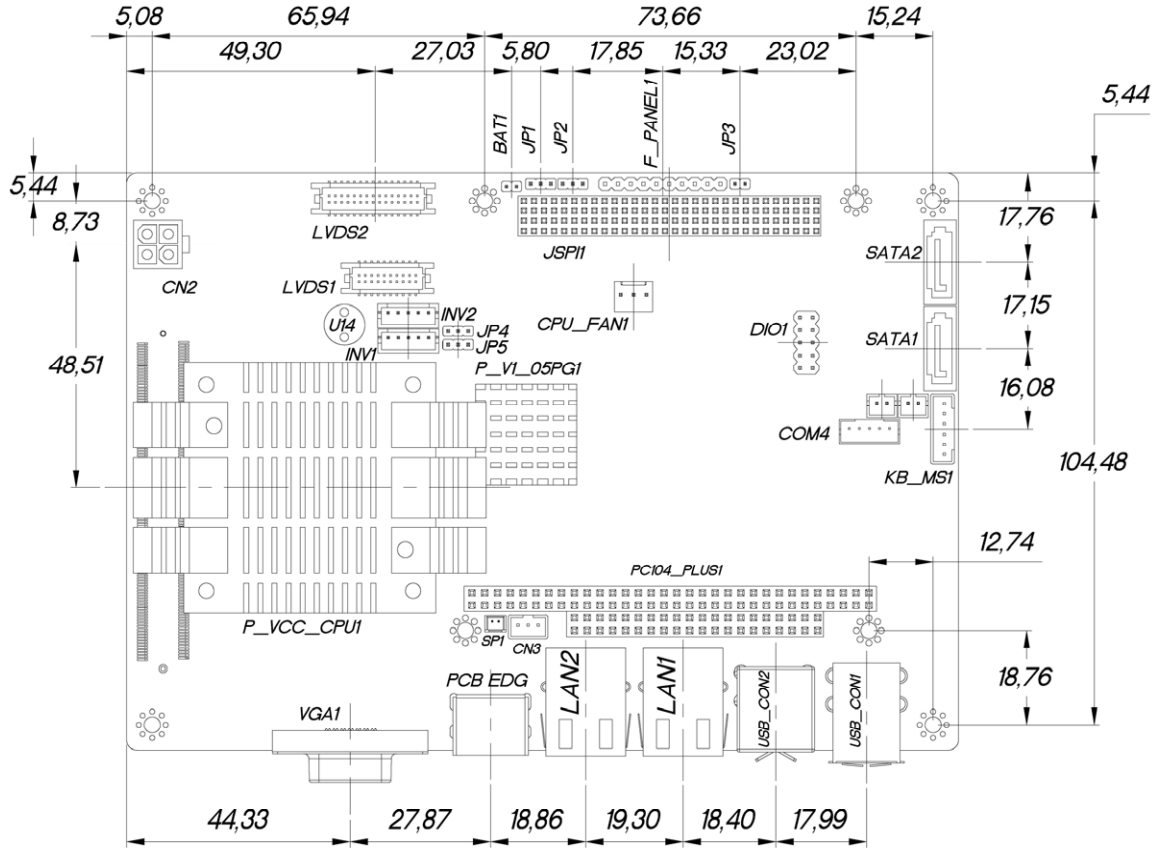 5,08 65,94 73,66 15,24
49,30 27,03 5,80 17,85 15,33 23,02
5,44
BAT1 JP1 JP2 F_PANEL1 JP3
5,44
8,73 17,76
LVDS2 JSPI1 SATA2
CN2 LVDS1
17,15
U14 INV2 CPU_FAN1 DIO1
INV1 JP4 SATA1
JP5
48,51 P_V1_05PG1 16,08
COM4
KB_MS1 104,48
12,74
PC104_PLUS1
P_VCC_CPU1 SP1 CN3
PCB EDG LAN2 LAN1 USB_CON2 USB_CON1 18,76
VGA1
44,33 27,87 18,86 19,30 18,40 17,99